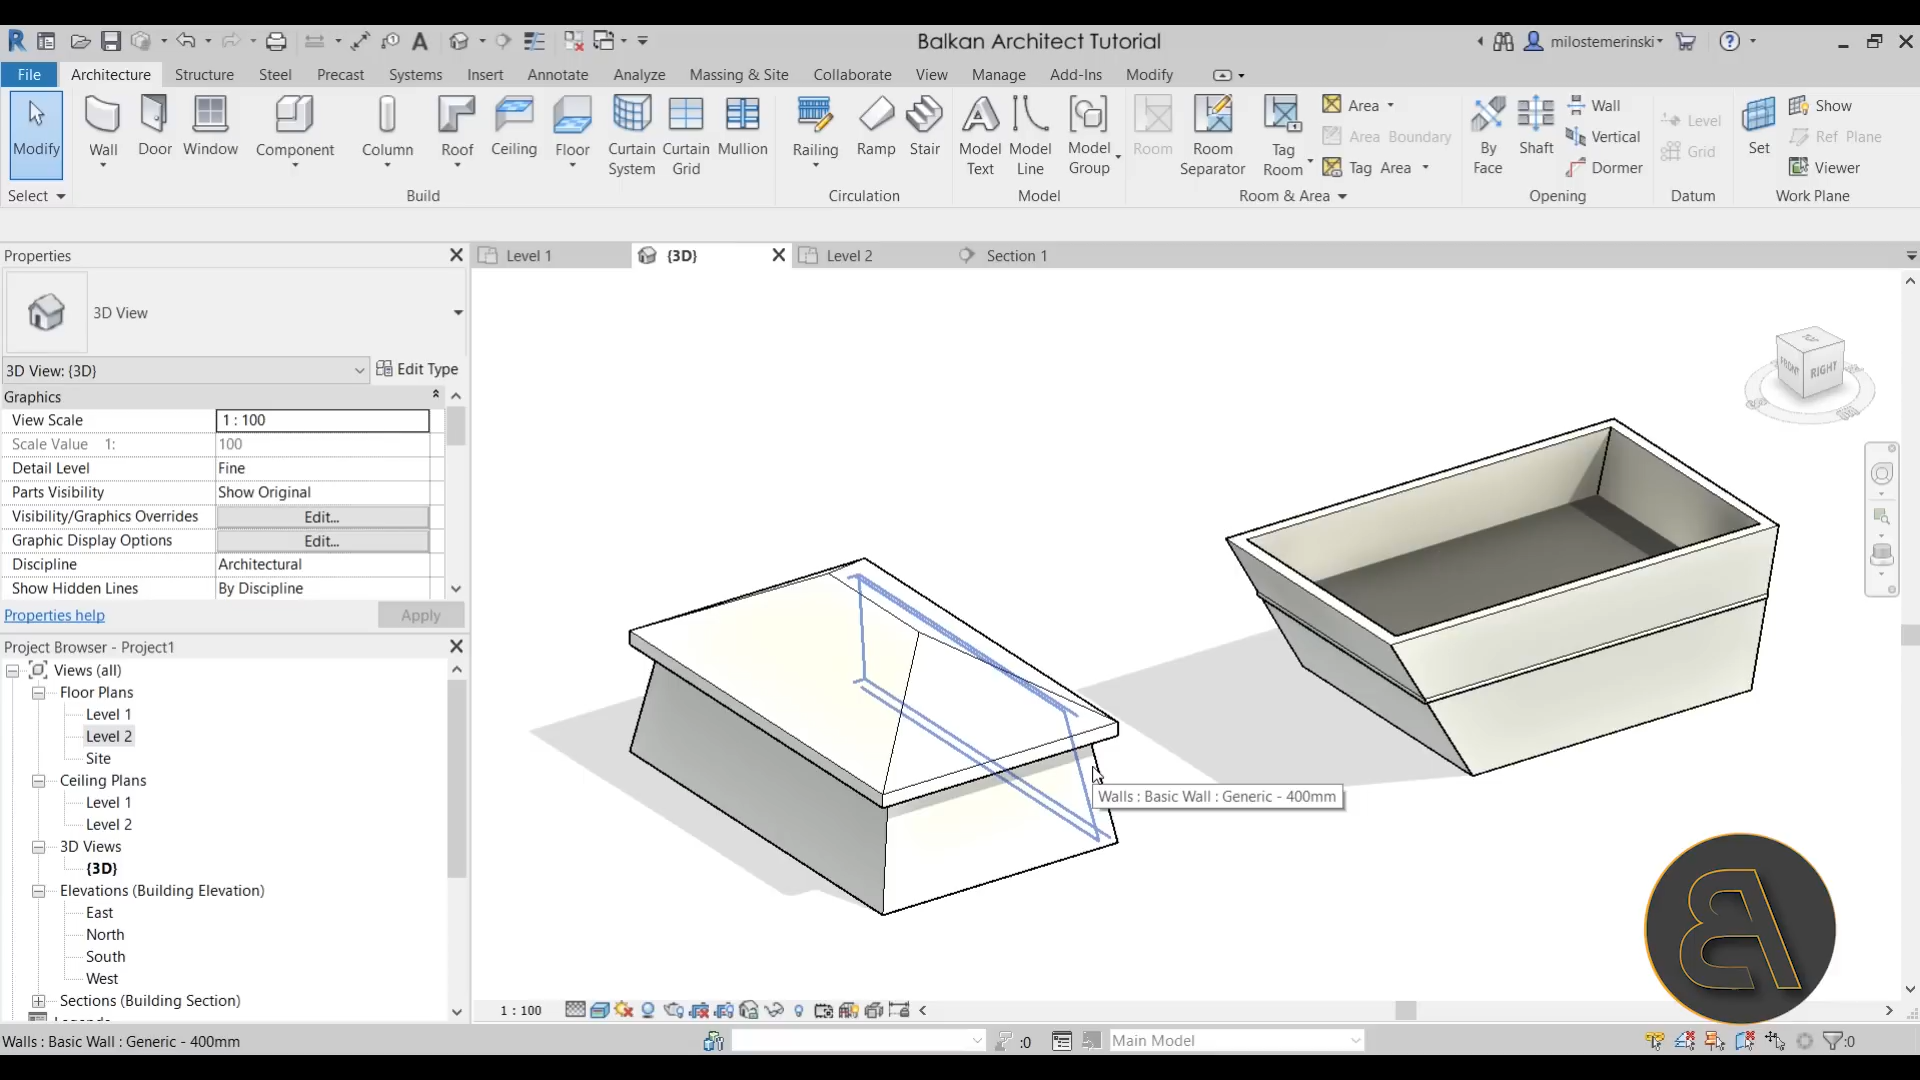 Balkan Architect Tutorial
milostemerinski
File Architecture Structure Steel Precast Systems Insert Annotate Analyze Massing & Site Collaborate View Manage Add-Ins Modify
Modify
Wall
Door
Window
Component
Column
Roof
Ceiling
Floor
Curtain
System
Curtain
Grid
Mullion
Railing
Ramp
Stair
Model
Text
Model
Line
Model
Group
Room
Room
Separator
Tag
Room
Area
Area Boundary
Tag Area
By
Face
Shaft
Wall
Vertical
Dormer
Level
Grid
Set
Show
Ref Plane
Viewer
Select
Build
Circulation
Model
Room & Area
Opening
Datum
Work Plane
Properties
Level 1
{3D}
Level 2
Section 1
3D View
3D View: {3D}
Edit Type
Graphics
View Scale 1 : 100
Scale Value 1: 100
Detail Level Fine
Parts Visibility Show Original
Visibility/Graphics Overrides Edit...
Graphic Display Options Edit...
Discipline Architectural
Show Hidden Lines By Discipline
Properties help
Apply
Project Browser - Project1
Views (all)
Floor Plans
Level 1
Level 2
Site
Ceiling Plans
Level 1
Level 2
3D Views
{3D}
Elevations (Building Elevation)
East
North
South
West
Sections (Building Section)
TOP
FRONT
RIGHT
Walls : Basic Wall : Generic - 400mm
1 : 100
Walls : Basic Wall : Generic - 400mm
:0
Main Model
:0